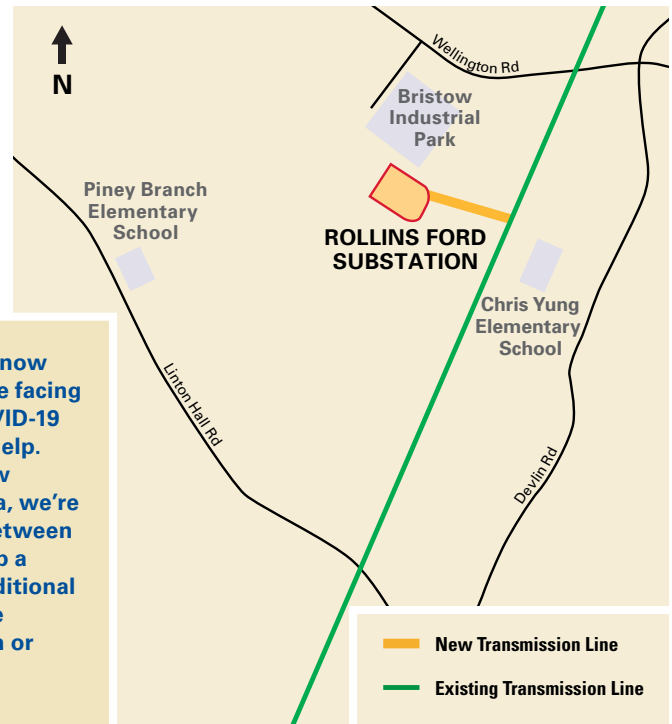 N
Wellington Rd
Bristow
Industrial
Park
Piney Branch
Elementary
School
ROLLINS FORD
SUBSTATION
Chris Yung
Elementary
School
Linton Hall Rd
Devlin Rd
now
e facing
VID-19
elp.
v
a, we’re
etween
o a
ditional
e
n or
New Transmission Line
Existing Transmission Line